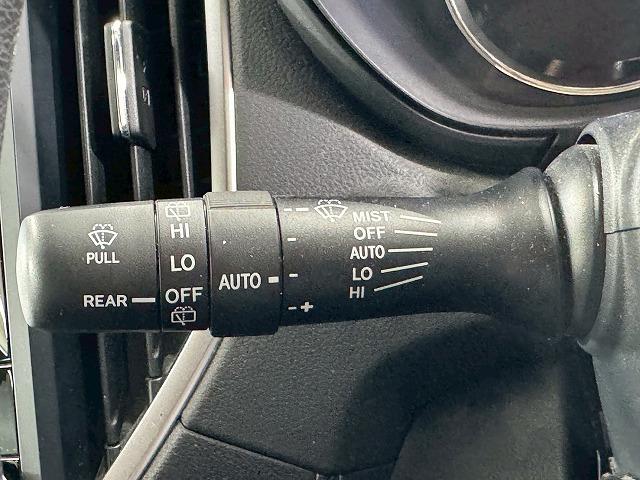 PULL
REAR
HI
LO
OFF
AUTO
--
-
-
-+
MIST
OFF
AUTO
LO
HI